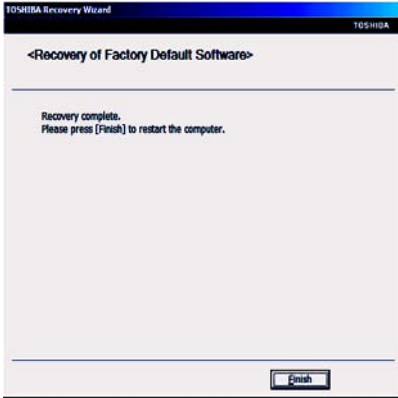 TOSHIBA Recovery Wizard
TOSHIBA
<Recovery of Factory Default Software>
Recovery complete.
Please press [Finish] to restart the computer.
Finish